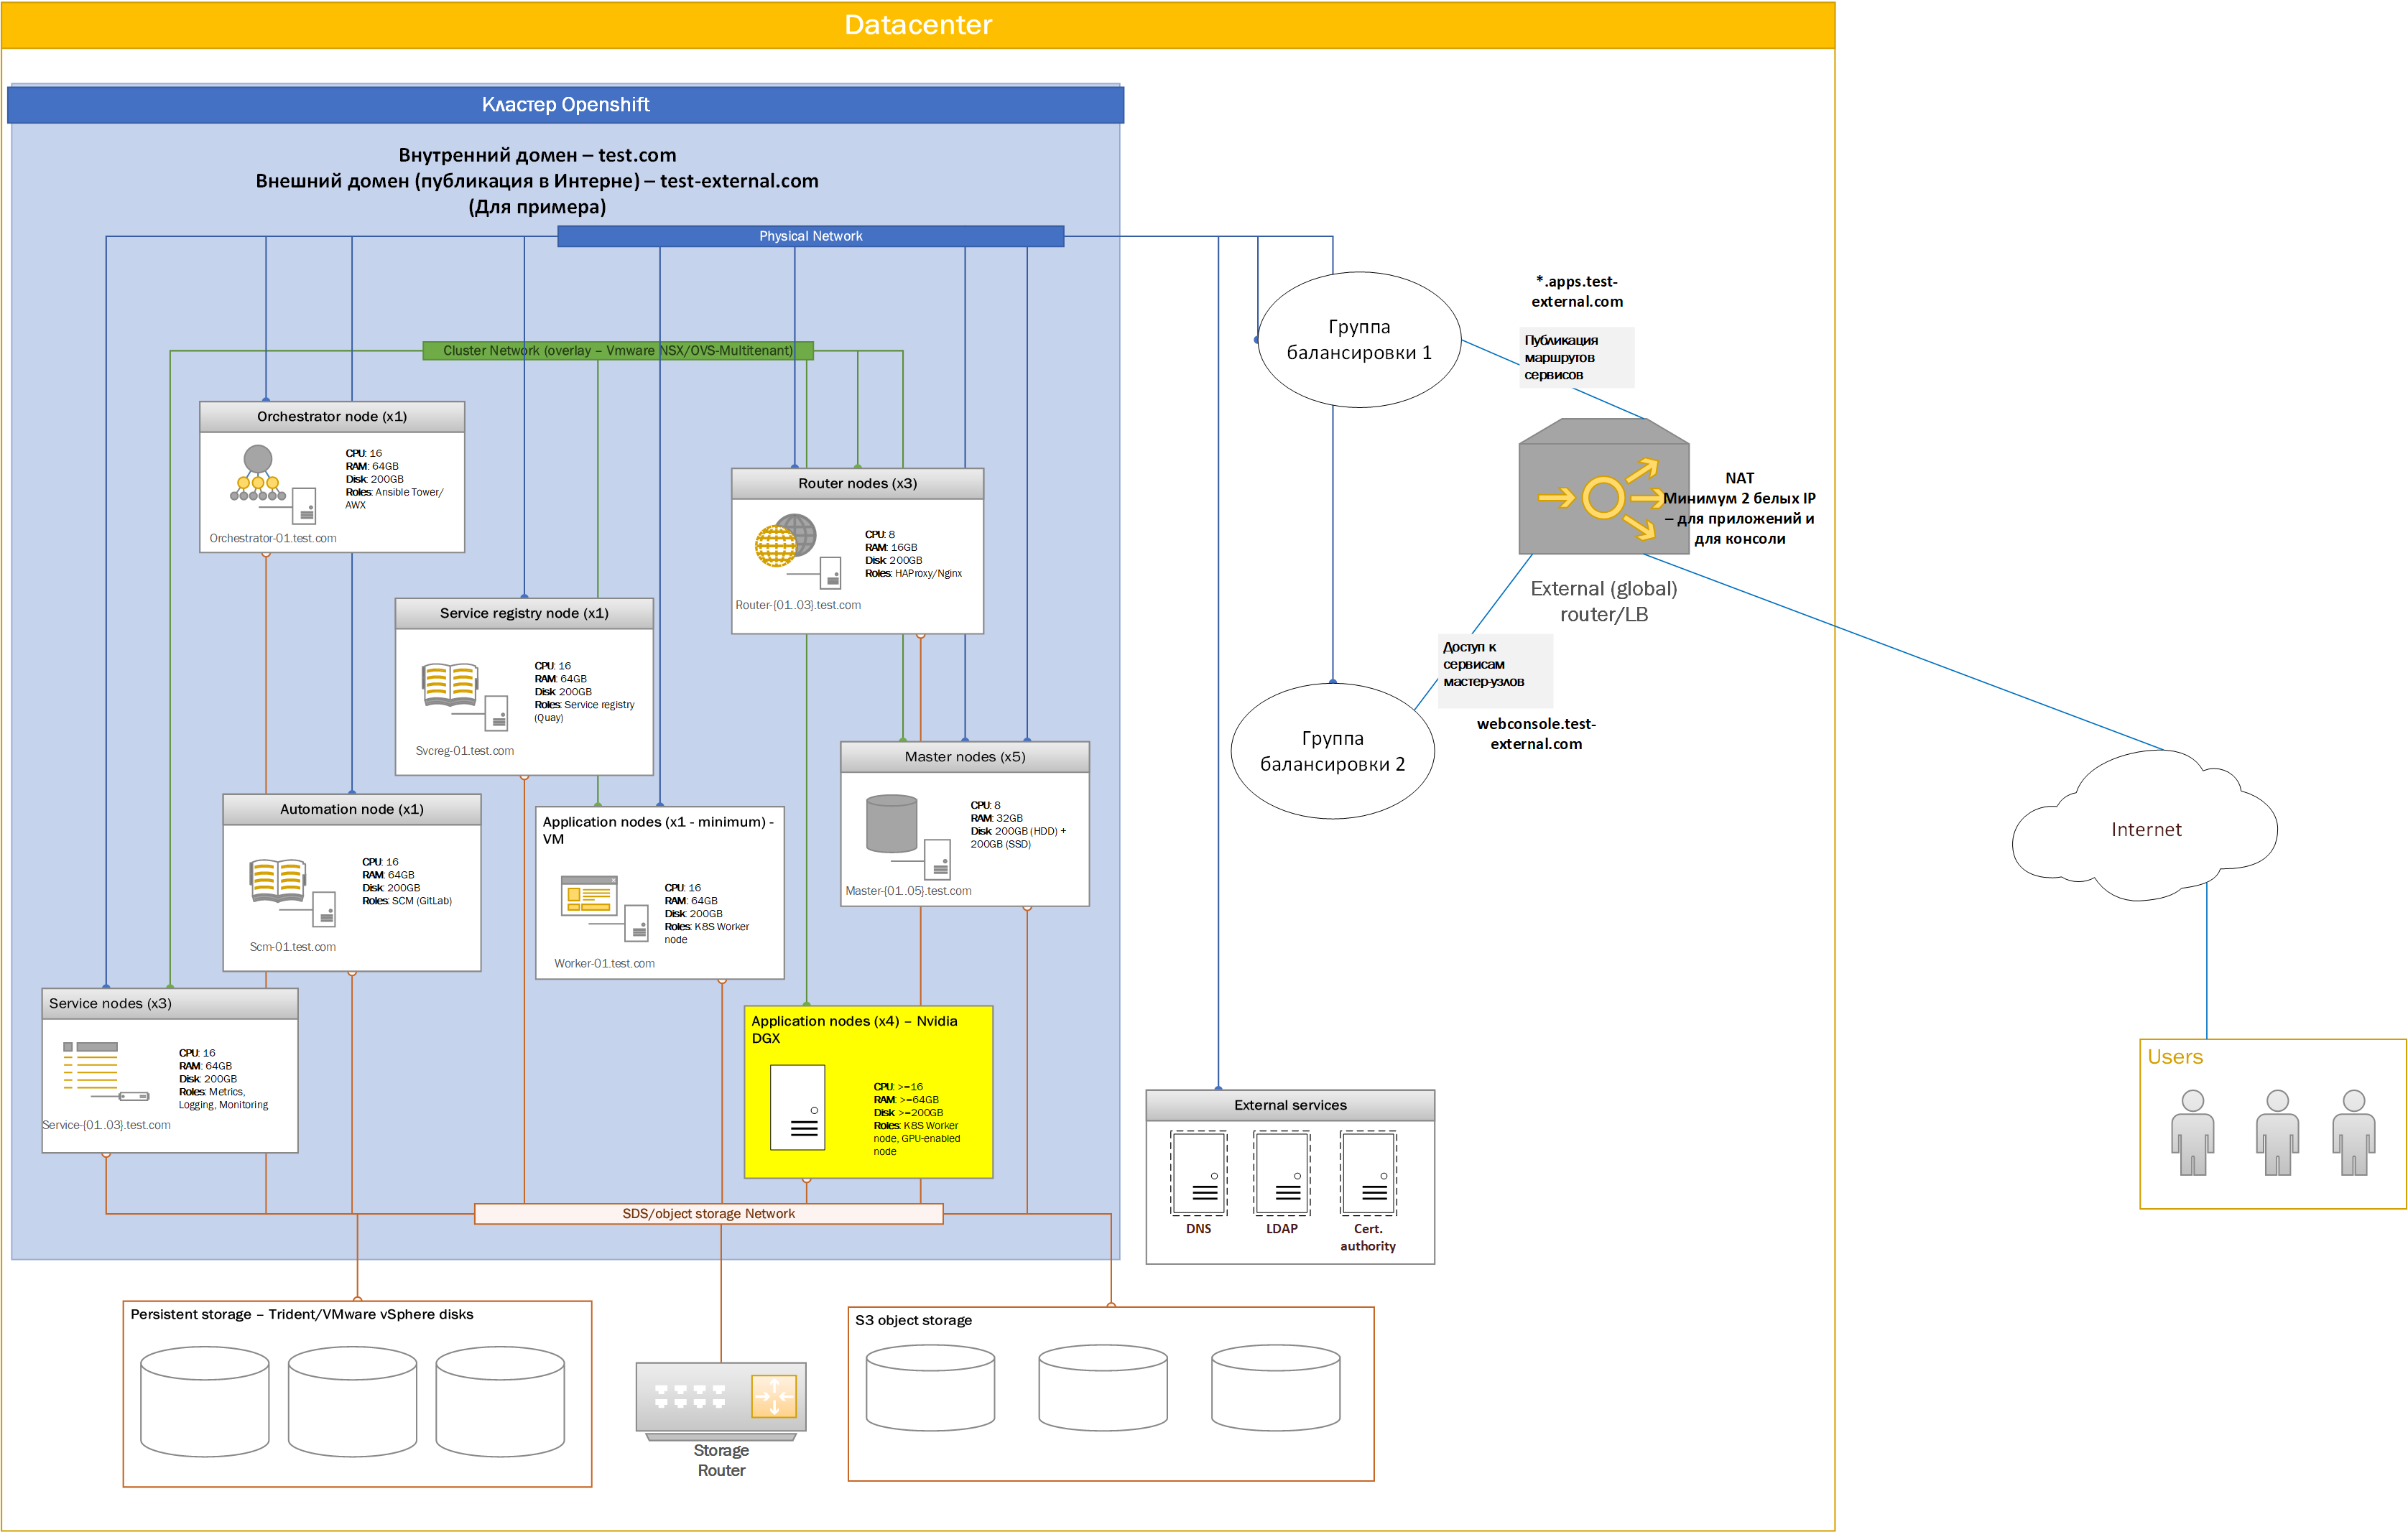 Datacenter
Кластер Openshift
Внутренний домен – test.com
Внешний домен (публикация в Интерне) – test-external.com
(Для примера)
Physical Network
Cluster Network (overlay – Vmware NSX/OVS-Multitenant)
Orchestrator node (x1)
CPU: 16
RAM: 64GB
Disk: 200GB
Roles: Ansible Tower/
AWX
Orchestrator-01.test.com
Router nodes (x3)
CPU: 8
RAM: 16GB
Disk: 200GB
Roles: HAProxy/Nginx
Router-{01..03}.test.com
Service registry node (x1)
CPU: 16
RAM: 64GB
Disk: 200GB
Roles: Service registry
(Quay)
Svcreg-01.test.com
Master nodes (x5)
CPU: 8
RAM: 32GB
Disk: 200GB (HDD) +
200GB (SSD)
Master-{01..05}.test.com
Automation node (x1)
CPU: 16
RAM: 64GB
Disk: 200GB
Roles: SCM (GitLab)
Scm-01.test.com
Application nodes (x1 - minimum) -
VM
CPU: 16
RAM: 64GB
Disk: 200GB
Roles: K8S Worker
node
Worker-01.test.com
Service nodes (x3)
CPU: 16
RAM: 64GB
Disk: 200GB
Roles: Metrics,
Logging, Monitoring
Service-{01..03}.test.com
Application nodes (x4) – Nvidia
DGX
CPU: >=16
RAM: >=64GB
Disk: >=200GB
Roles: K8S Worker
node, GPU-enabled
node
SDS/object storage Network
Persistent storage – Trident/VMware vSphere disks
Storage
Router
S3 object storage
Группа
балансировки 1
*.apps.test-
external.com
Публикация
маршрутов
сервисов
NAT
Минимум 2 белых IP
– для приложений и
для консоли
External (global)
router/LB
Доступ к
сервисам
мастер-узлов
webconsole.test-
external.com
Группа
балансировки 2
External services
DNS
LDAP
Cert.
authority
Internet
Users